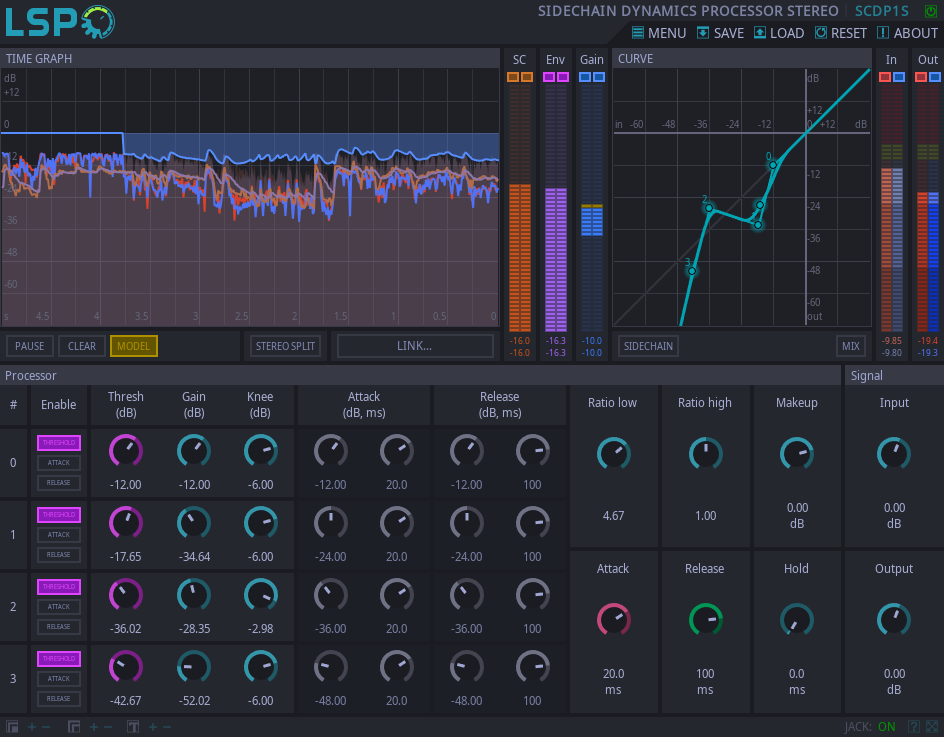 LSP
SIDECHAIN DYNAMICS PROCESSOR STEREO SCDP1S
MENU SAVE LOAD RESET ABOUT
TIME GRAPH
dB
+12
0
-12
-24
-36
-48
-60
s 4.5 4 3.5 3 2.5 2 1.5 1 0.5 0
PAUSE CLEAR MODEL STEREO SPLIT LINK...
SC Env Gain
-16.0 -16.3 -10.0
-16.0 -16.3 -10.0
CURVE
dB
+12
in -60 -48 -36 -24 -12 0 +12 dB
-12
-24
-36
-48
-60
out
0
1
2
3
SIDECHAIN MIX
In Out
-9.85 -19.4
-9.80 -19.3
Processor
# Enable Thresh (dB) Gain (dB) Knee (dB) Attack (dB, ms) Release (dB, ms)
0 THRESHOLD ATTACK RELEASE
-12.00 -12.00 -6.00 -12.00 20.0 -12.00 100
1 THRESHOLD ATTACK RELEASE
-17.65 -34.64 -6.00 -24.00 20.0 -24.00 100
2 THRESHOLD ATTACK RELEASE
-36.02 -28.35 -2.98 -36.00 20.0 -36.00 100
3 THRESHOLD ATTACK RELEASE
-42.67 -52.02 -6.00 -48.00 20.0 -48.00 100
Ratio low Ratio high Makeup
4.67 1.00 0.00 dB
Attack Release Hold
20.0 ms 100 ms 0.0 ms
Signal
Input
0.00 dB
Output
0.00 dB
T
JACK: ON ?